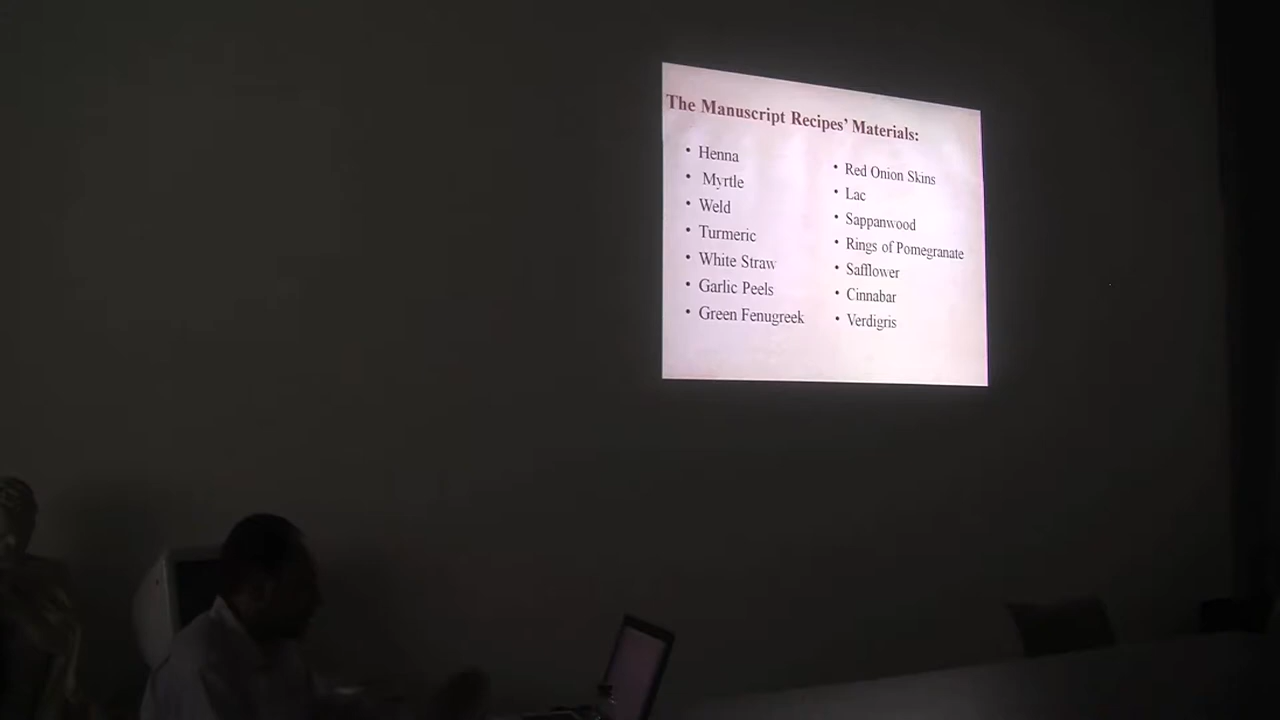 The Manuscript Recipes' Materials:
• Henna
• Myrtle
• Weld
• Turmeric
• White Straw
• Garlic Peels
• Green Fenugreek
• Red Onion Skins
• Lac
• Sappanwood
• Rings of Pomegranate
• Safflower
• Cinnabar
• Verdigris